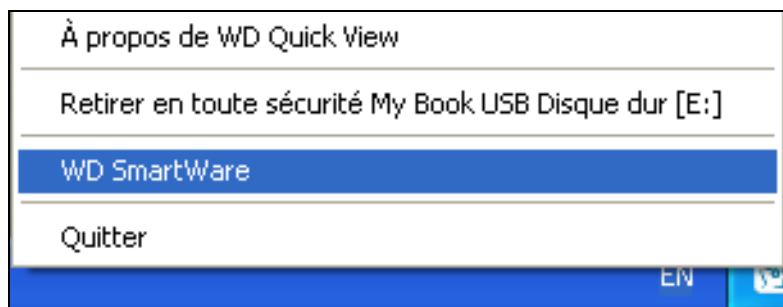 À propos de WD Quick View
Retirer en toute sécurité My Book USB Disque dur [E:]
WD SmartWare
Quitter
EN